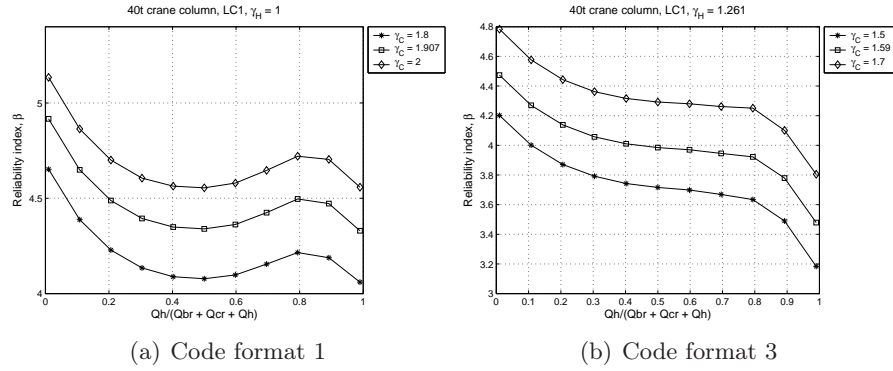 40t crane column, LC1, γH = 1
γC = 1.8
γC = 1.907
γC = 2
Reliability index, β
5
4.5
4
0 0.2 0.4 0.6 0.8 1
Qh/(Qbr + Qcr + Qh)
(a) Code format 1
40t crane column, LC1, γH = 1.261
γC = 1.5
γC = 1.59
γC = 1.7
Reliability index, β
4.8
4.6
4.4
4.2
4
3.8
3.6
3.4
3.2
3
0 0.1 0.2 0.3 0.4 0.5 0.6 0.7 0.8 0.9 1
Qh/(Qbr + Qcr + Qh)
(b) Code format 3